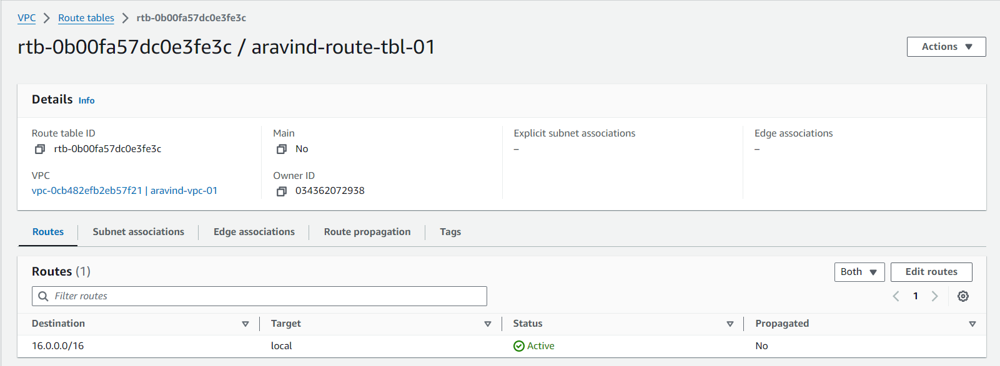 VPC > Route tables > rtb-0b00fa57dc0e3fe3c
rtb-0b00fa57dc0e3fe3c / aravind-route-tbl-01
Actions
Details Info
Route table ID
rtb-0b00fa57dc0e3fe3c
Main
No
Explicit subnet associations
–
Edge associations
–
VPC
vpc-0cb482efb2eb57f21 | aravind-vpc-01
Owner ID
034362072938
Routes Subnet associations Edge associations Route propagation Tags
Routes (1)
Both Edit routes
Filter routes
1
Destination Target Status Propagated
16.0.0.0/16 local Active No